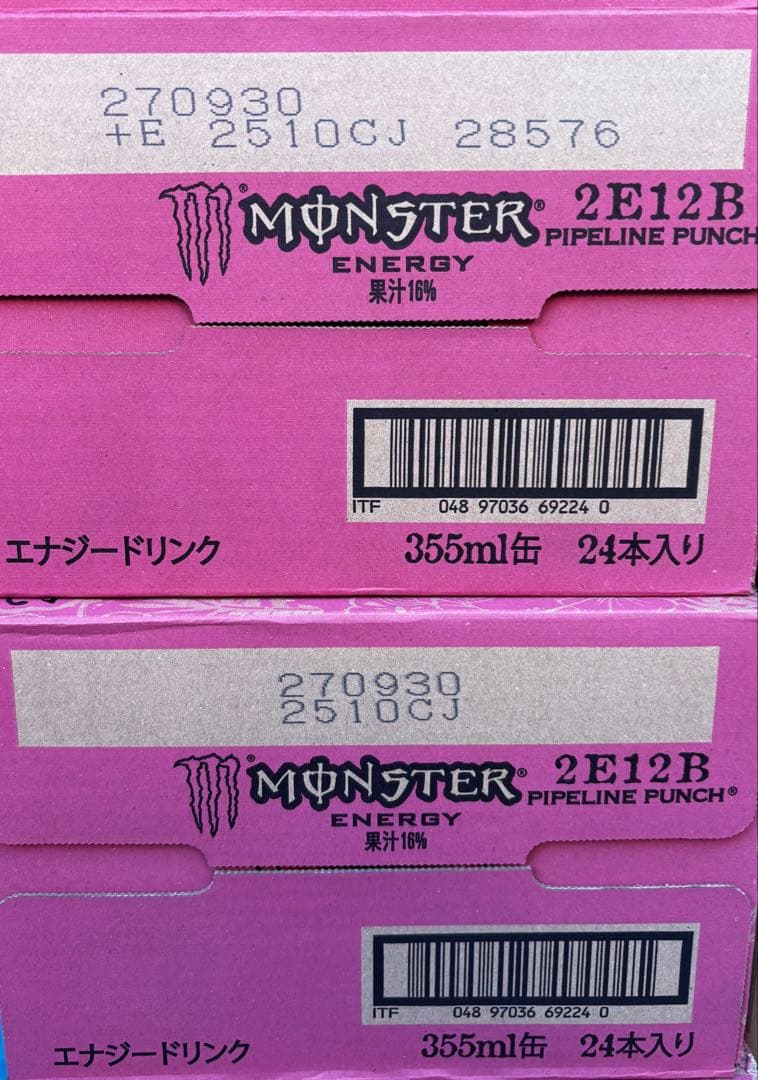 270930
+E 2510CJ 28576
MONSTER® 2E12B
PIPELINE PUNCH
ENERGY
果汁16%
ITF 048 97036 69224 0
エナジードリンク 355ml缶 24本入り
270930
2510CJ
MONSTER® 2E12B
PIPELINE PUNCH®
ENERGY
果汁16%
ITF 048 97036 69224 0
エナジードリンク 355ml缶 24本入り